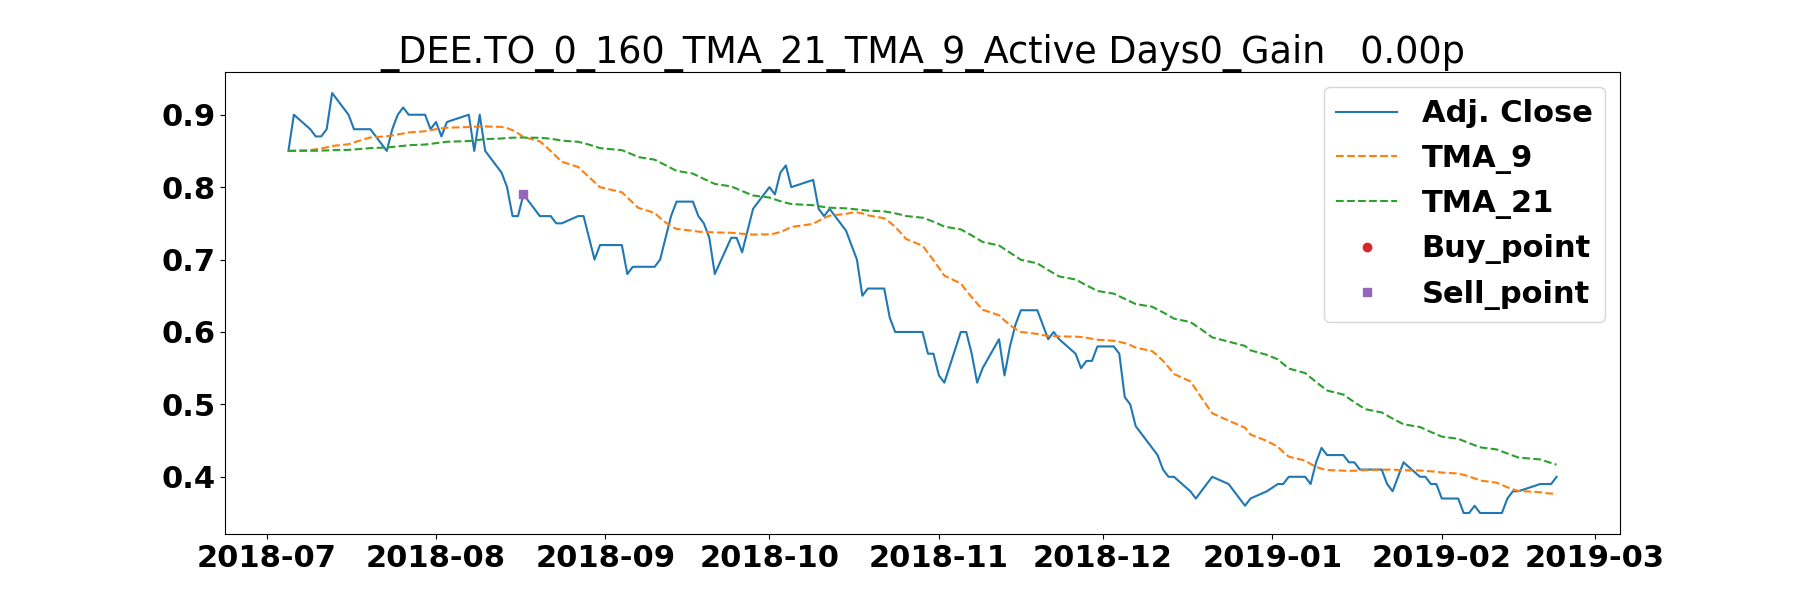 _DEE.TO_0_160_TMA_21_TMA_9_Active Days0_Gain   0.00p
0.9
0.8
0.7
0.6
0.5
0.4
Adj. Close
TMA_9
TMA_21
Buy_point
Sell_point
2018-07 2018-08 2018-09 2018-10 2018-11 2018-12 2019-01 2019-02 2019-03